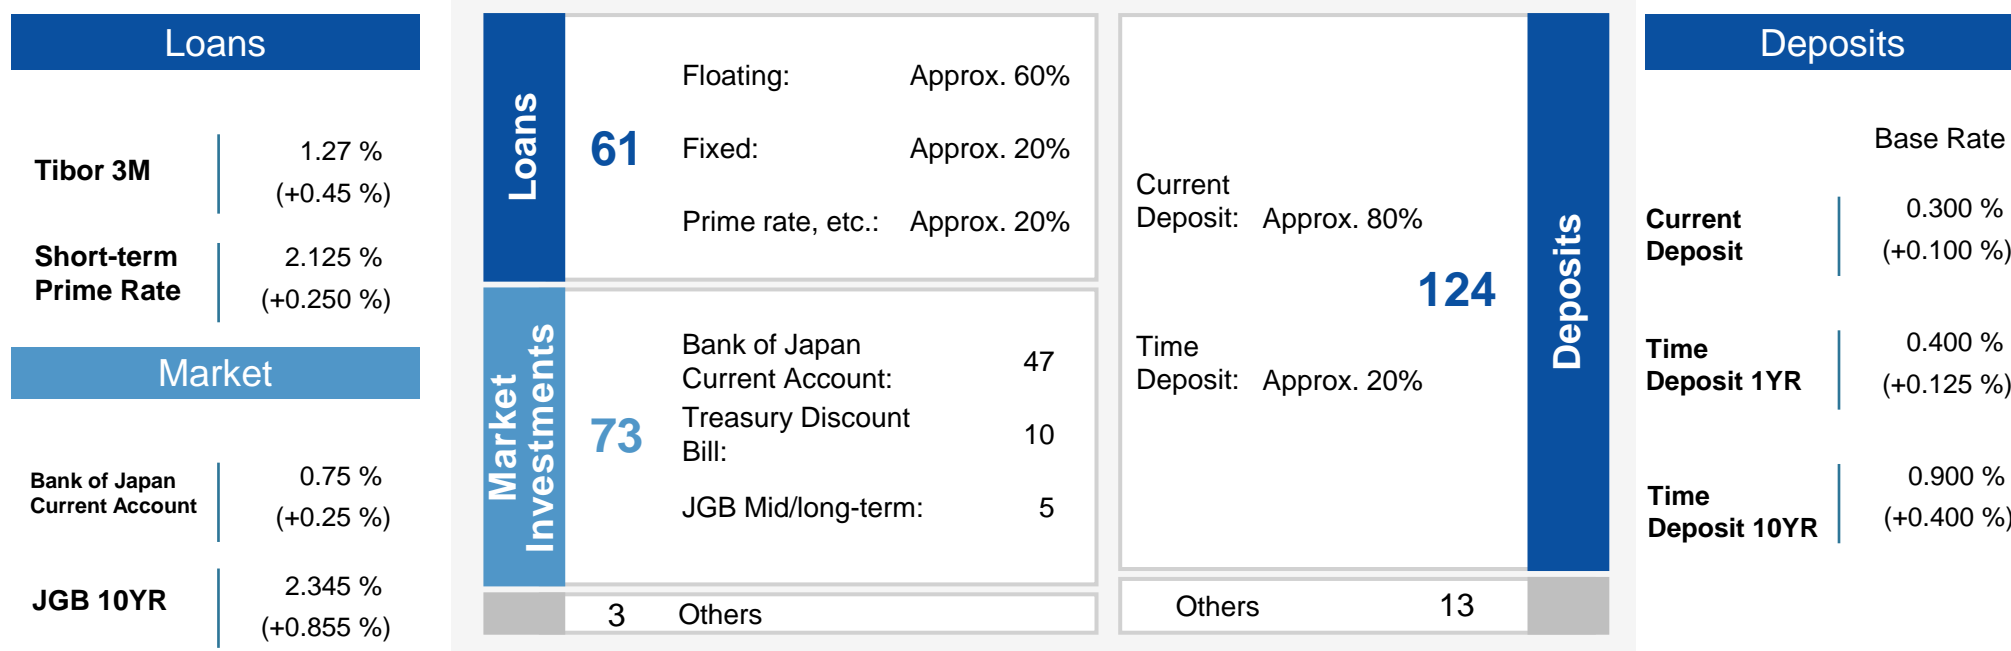 Loans
Tibor 3M
1.27 %
(+0.45 %)
Short-term
Prime Rate
2.125 %
(+0.250 %)
Market
Bank of Japan
Current Account
0.75 %
(+0.25 %)
JGB 10YR
2.345 %
(+0.855 %)
Loans
61
Floating: Approx. 60%
Fixed: Approx. 20%
Prime rate, etc.: Approx. 20%
Market
Investments
73
Bank of Japan
Current Account: 47
Treasury Discount
Bill: 10
JGB Mid/long-term: 5
3 Others
Current
Deposit: Approx. 80%
124
Time
Deposit: Approx. 20%
Deposits
Others 13
Deposits
Base Rate
Current
Deposit
0.300 %
(+0.100 %)
Time
Deposit 1YR
0.400 %
(+0.125 %)
Time
Deposit 10YR
0.900 %
(+0.400 %)